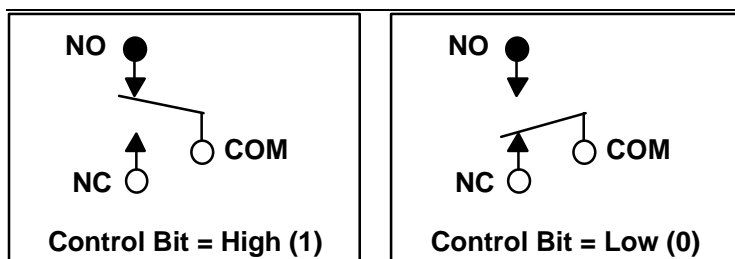 NO
COM
NC
Control Bit = High (1)
NO
COM
NC
Control Bit = Low (0)